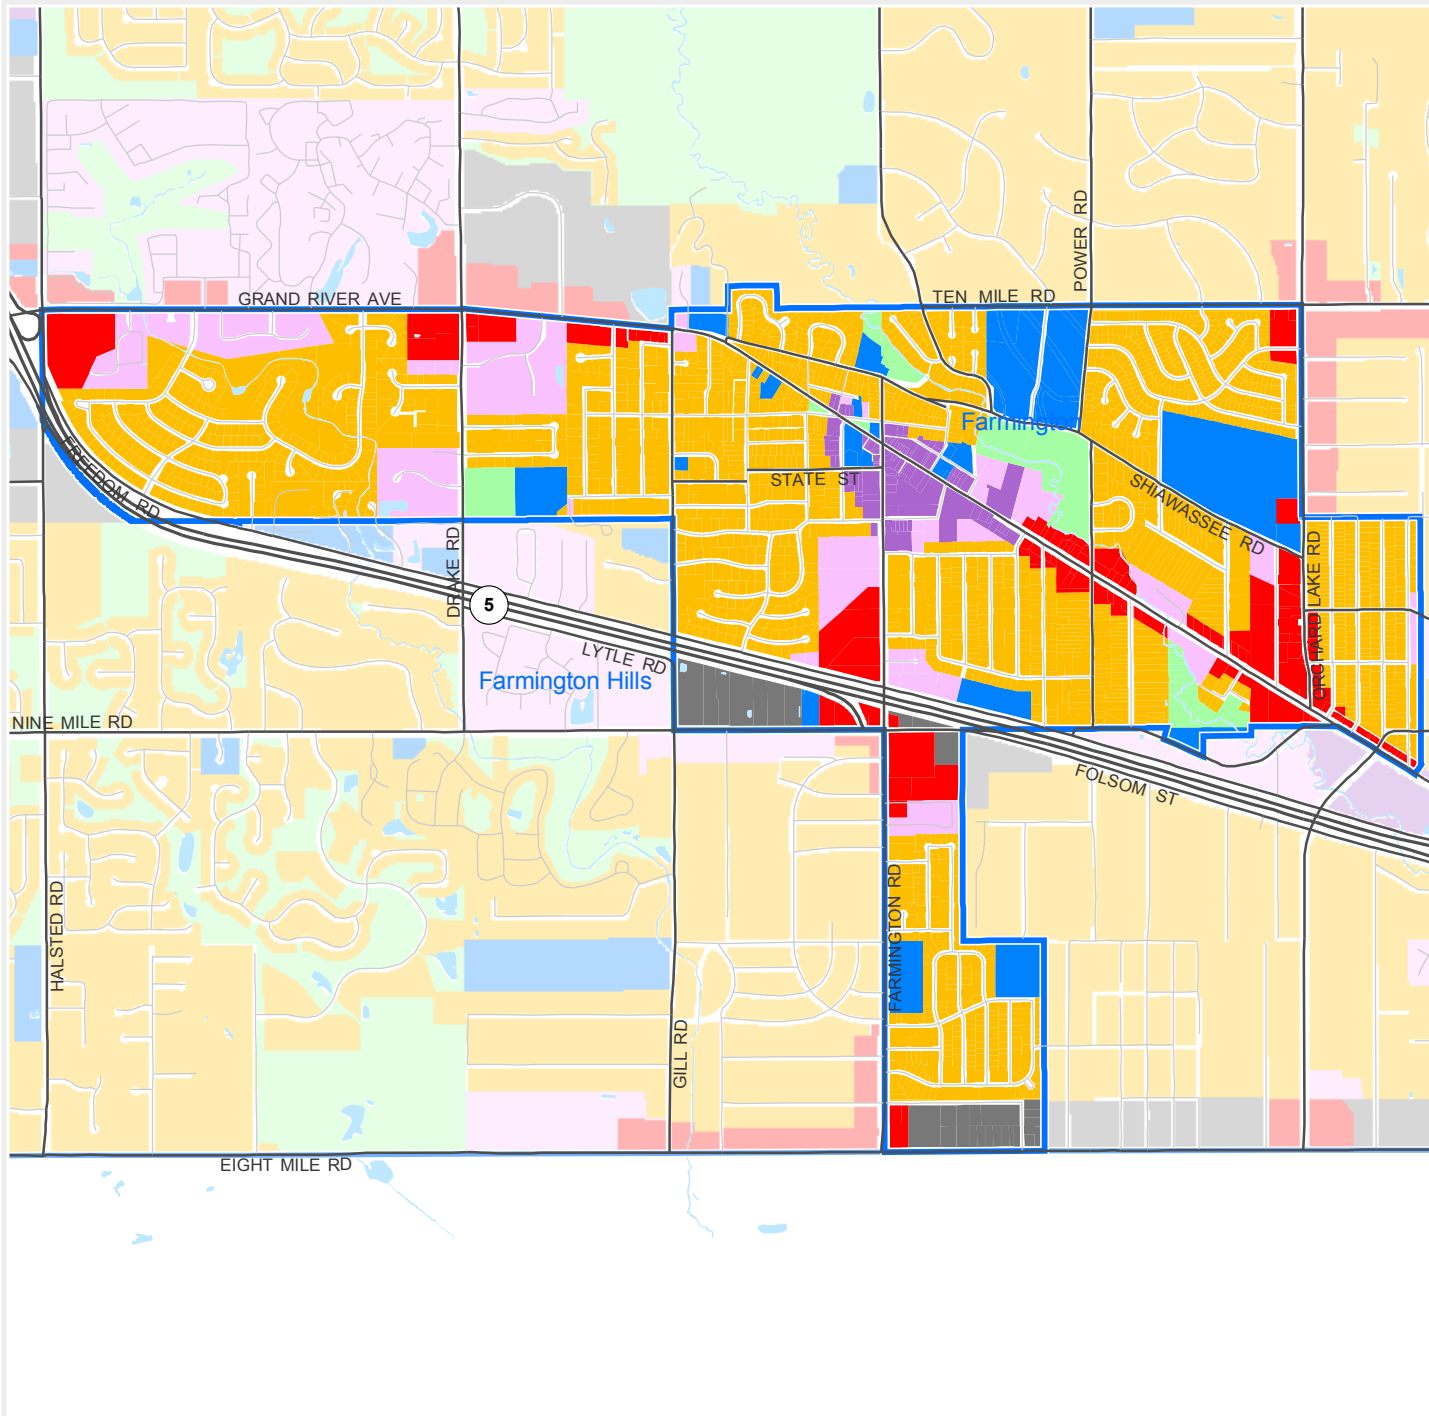 POWER RD
GRAND RIVER AVE
TEN MILE RD
Farmington
FREEDOM RD
STATE ST
SHIAWASSEE RD
DRAKE RD
5
ORCHARD LAKE RD
LYTLE RD
Farmington Hills
NINE MILE RD
FOLSOM ST
HALSTED RD
FARMINGTON RD
GILL RD
EIGHT MILE RD